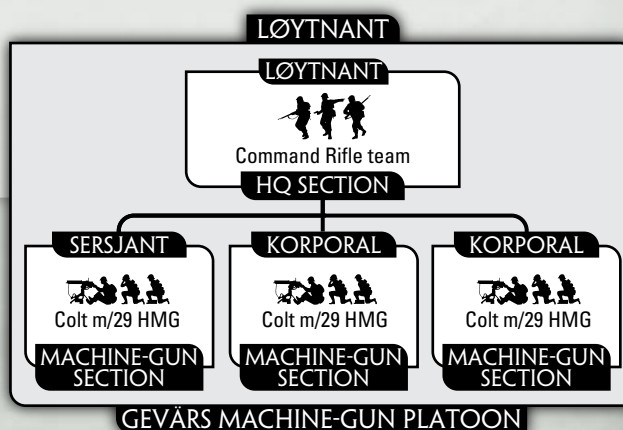 LØYTNANT
LØYTNANT
Command Rifle team
HQ SECTION
SERSJANT
KORPORAL
KORPORAL
Colt m/29 HMG
Colt m/29 HMG
Colt m/29 HMG
MACHINE-GUN
SECTION
MACHINE-GUN
SECTION
MACHINE-GUN
SECTION
GEVÄRS MACHINE-GUN PLATOON